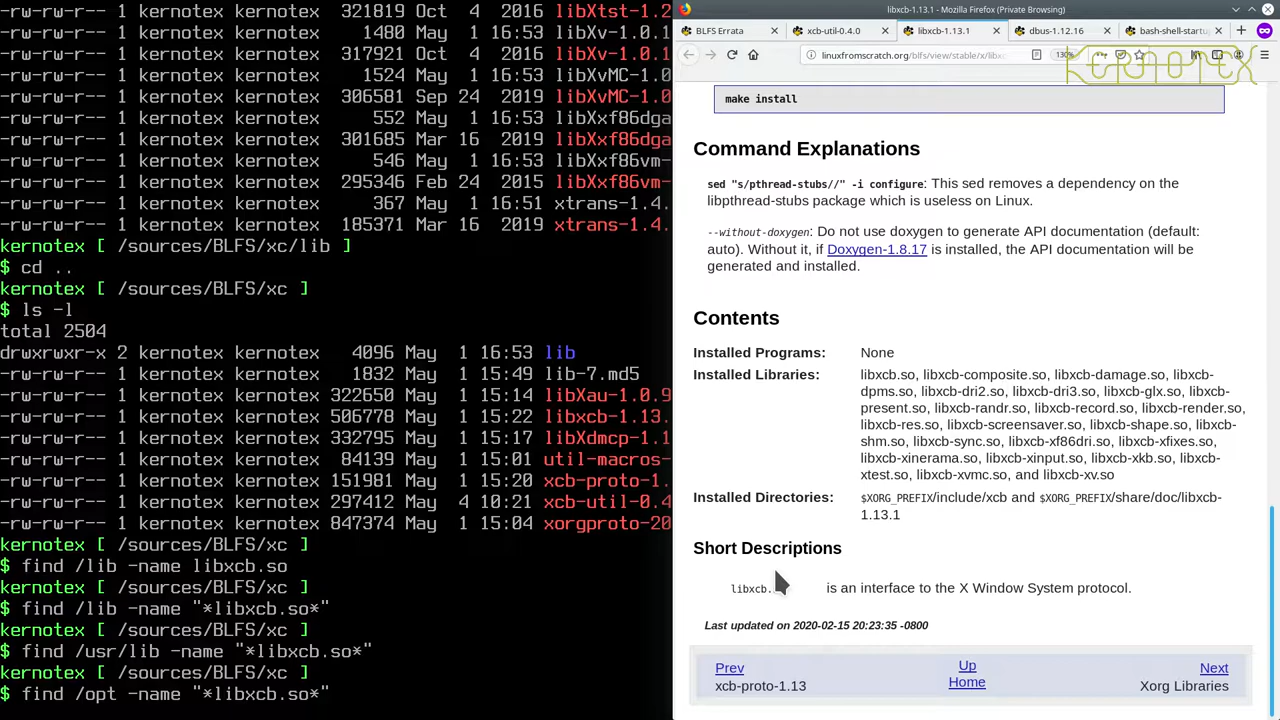 -rw-rw-r-- 1 kernotex kernotex 321819 Oct 4 2016 libXtst-1.2
-rw-rw-r-- 1 kernotex kernotex 1480 May 1 16:53 libXv-1.0.1
-rw-rw-r-- 1 kernotex kernotex 317921 Oct 4 2016 libXv-1.0.1
-rw-rw-r-- 1 kernotex kernotex 1524 May 1 16:53 libXvMC-1.0
-rw-rw-r-- 1 kernotex kernotex 306581 Sep 24 2019 libXvMC-1.0
-rw-rw-r-- 1 kernotex kernotex 552 May 1 16:53 libXxf86dga
-rw-rw-r-- 1 kernotex kernotex 301685 Mar 16 2019 libXxf86dga
-rw-rw-r-- 1 kernotex kernotex 546 May 1 16:53 libXxf86vm-
-rw-rw-r-- 1 kernotex kernotex 295346 Feb 24 2015 libXxf86vm-
-rw-rw-r-- 1 kernotex kernotex 367 May 1 16:51 xtrans-1.4.
-rw-rw-r-- 1 kernotex kernotex 185371 Mar 16 2019 xtrans-1.4.
kernotex [ /sources/BLFS/xc/lib ]
$ cd ..
kernotex [ /sources/BLFS/xc ]
$ ls -l
total 2504
drwxrwxr-x 2 kernotex kernotex 4096 May 1 16:53 lib
-rw-rw-r-- 1 kernotex kernotex 1832 May 1 15:49 lib-7.md5
-rw-rw-r-- 1 kernotex kernotex 322650 May 1 15:14 libXau-1.0.9
-rw-rw-r-- 1 kernotex kernotex 506778 May 1 15:22 libxcb-1.13.
-rw-rw-r-- 1 kernotex kernotex 332795 May 1 15:17 libXdmcp-1.1
-rw-rw-r-- 1 kernotex kernotex 84139 May 1 15:01 util-macros-
-rw-rw-r-- 1 kernotex kernotex 151981 May 1 15:20 xcb-proto-1.
-rw-rw-r-- 1 kernotex kernotex 297412 May 4 10:21 xcb-util-0.4
-rw-rw-r-- 1 kernotex kernotex 847374 May 1 15:04 xorgproto-20
kernotex [ /sources/BLFS/xc ]
$ find /lib -name libxcb.so
kernotex [ /sources/BLFS/xc ]
$ find /lib -name "*libxcb.so*"
kernotex [ /sources/BLFS/xc ]
$ find /usr/lib -name "*libxcb.so*"
kernotex [ /sources/BLFS/xc ]
$ find /opt -name "*libxcb.so*"
libxcb-1.13.1 - Mozilla Firefox (Private Browsing)
BLFS Errata
xcb-util-0.4.0
libxcb-1.13.1
dbus-1.12.16
bash-shell-startu
linuxfromscratch.org/blfs/view/stable/x/libxc
130%
kernotex
make install
Command Explanations
sed "s/pthread-stubs//" -i configure: This sed removes a dependency on the
libpthread-stubs package which is useless on Linux.
--without-doxygen: Do not use doxygen to generate API documentation (default:
auto). Without it, if Doxygen-1.8.17 is installed, the API documentation will be
generated and installed.
Contents
Installed Programs: None
Installed Libraries: libxcb.so, libxcb-composite.so, libxcb-damage.so, libxcb-
dpms.so, libxcb-dri2.so, libxcb-dri3.so, libxcb-glx.so, libxcb-
present.so, libxcb-randr.so, libxcb-record.so, libxcb-render.so,
libxcb-res.so, libxcb-screensaver.so, libxcb-shape.so, libxcb-
shm.so, libxcb-sync.so, libxcb-xf86dri.so, libxcb-xfixes.so,
libxcb-xinerama.so, libxcb-xinput.so, libxcb-xkb.so, libxcb-
xtest.so, libxcb-xvmc.so, and libxcb-xv.so
Installed Directories: $XORG_PREFIX/include/xcb and $XORG_PREFIX/share/doc/libxcb-
1.13.1
Short Descriptions
libxcb. is an interface to the X Window System protocol.
Last updated on 2020-02-15 20:23:35 -0800
Prev
xcb-proto-1.13
Up
Home
Next
Xorg Libraries